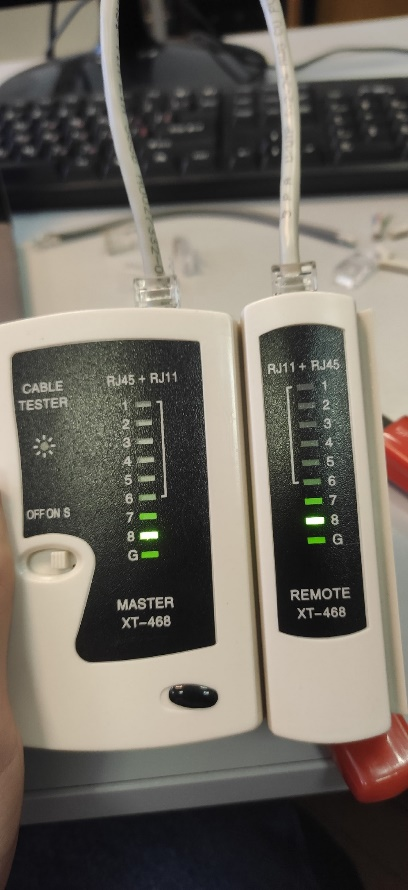 CABLE
TESTER
OFF ON S
RJ45 + RJ11
1
2
3
4
5
6
7
8
G
MASTER
XT-468
RJ11 + RJ45
1
2
3
4
5
6
7
8
G
REMOTE
XT-468